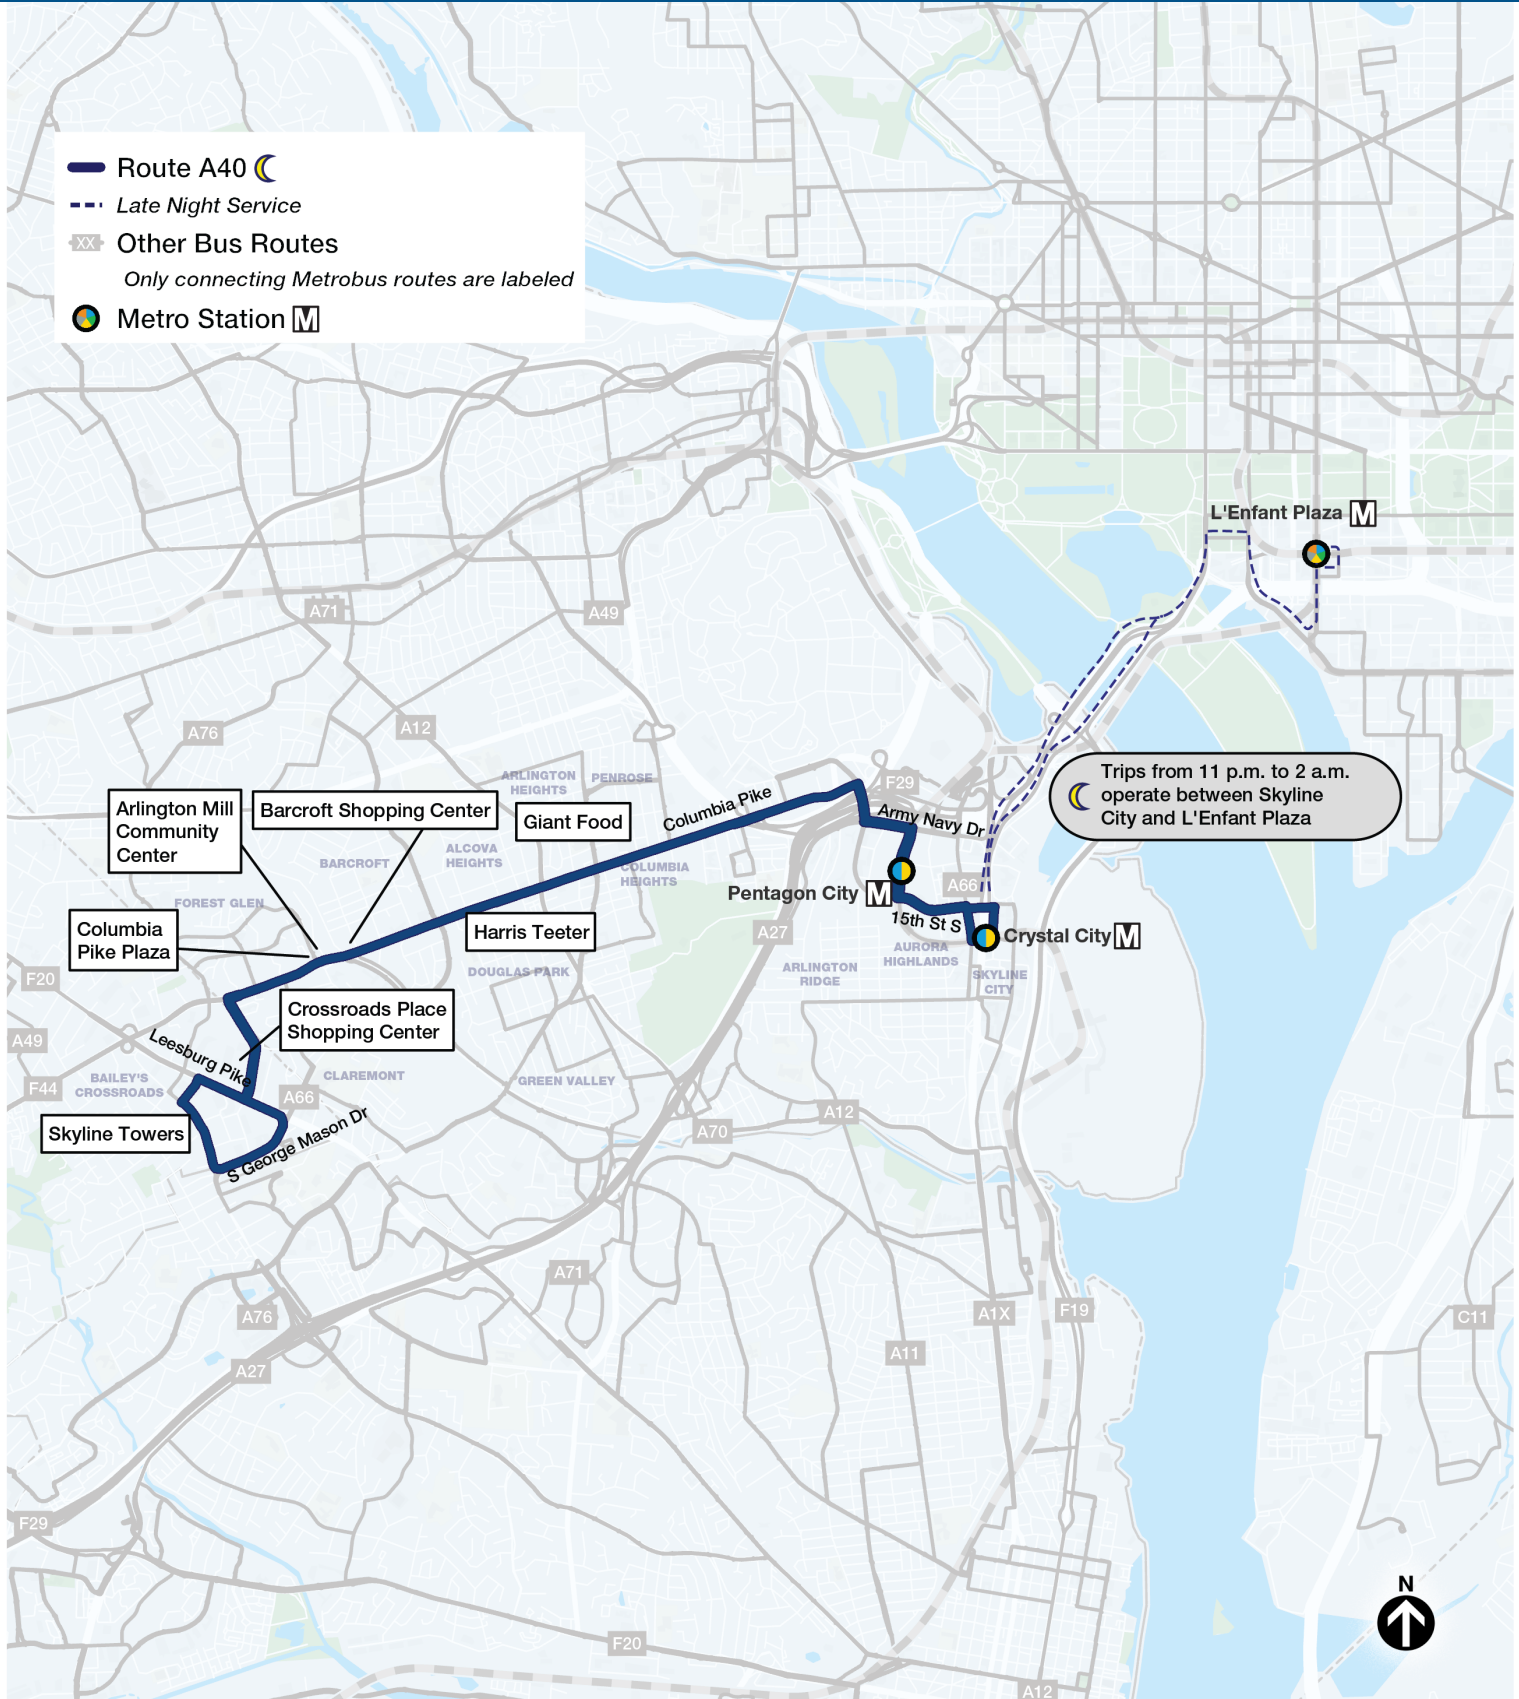 Route A40
Late Night Service
XX Other Bus Routes
Only connecting Metrobus routes are labeled
Metro Station M
L'Enfant Plaza M
A71
A49
A76
A12
ARLINGTON
HEIGHTS
PENROSE
F29
Trips from 11 p.m. to 2 a.m.
operate between Skyline
City and L'Enfant Plaza
Arlington Mill
Community
Center
Barcroft Shopping Center
Giant Food
Columbia Pike
Army Navy Dr
BARCROFT
ALCOVA
HEIGHTS
COLUMBIA
HEIGHTS
Pentagon City M
A66
FOREST GLEN
Columbia
Pike Plaza
Harris Teeter
A27
15th St S
Crystal City M
AURORA
HIGHLANDS
ARLINGTON
RIDGE
SKYLINE
CITY
DOUGLAS PARK
F20
Crossroads Place
Shopping Center
A49
Leesburg Pike
F44
BAILEY'S
CROSSROADS
CLAREMONT
GREEN VALLEY
A66
Skyline Towers
S George Mason Dr
A70
A12
A71
A76
A1X
F19
C11
A11
A27
F29
N
F20
A12